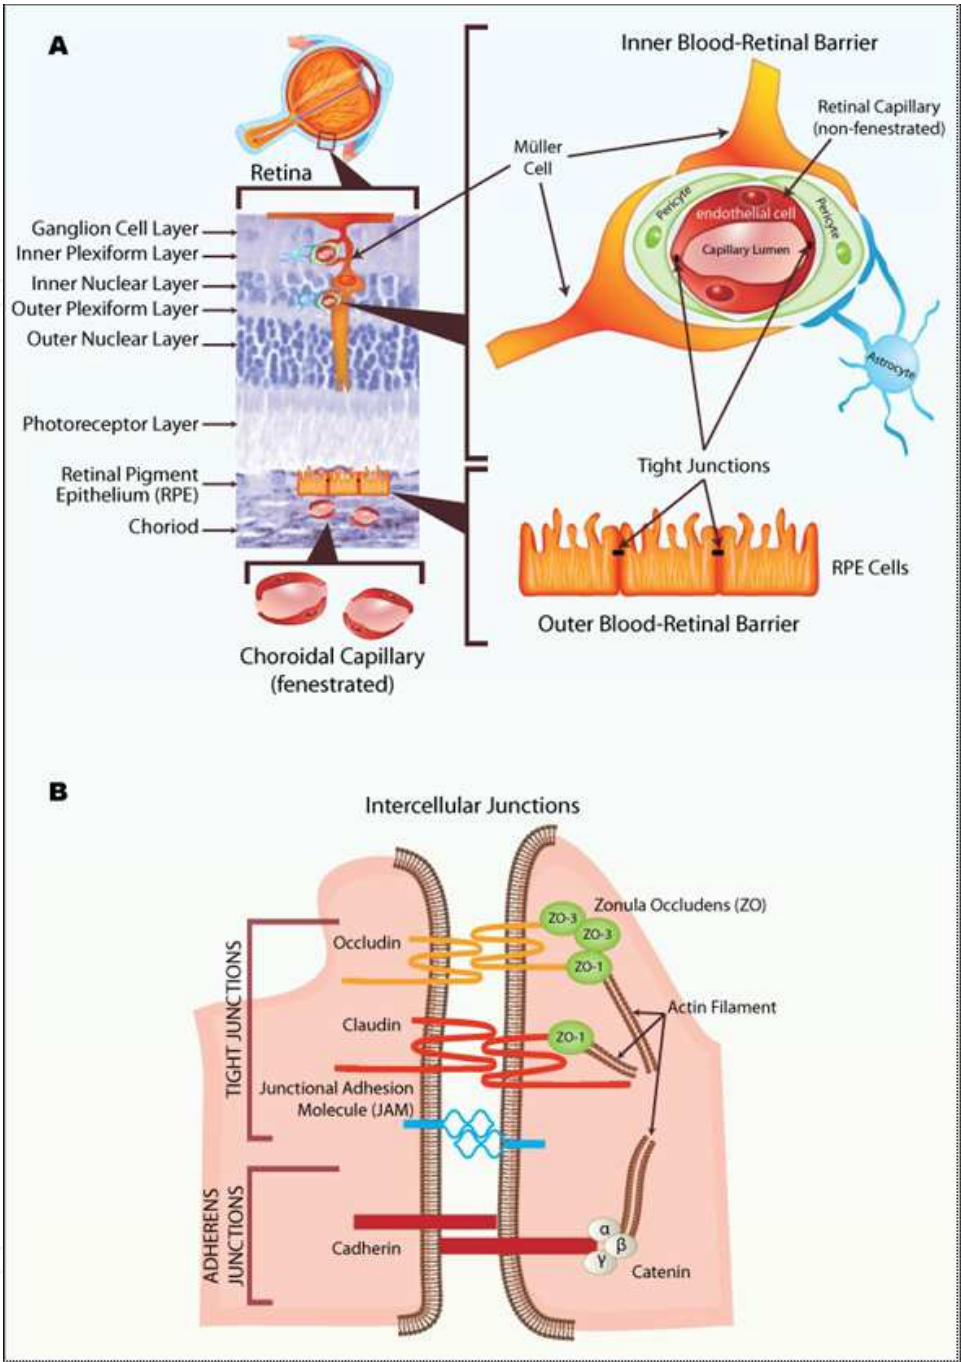 A
Inner Blood-Retinal Barrier
Retinal Capillary
(non-fenestrated)
Müller
Cell
Retina
Pericyte
endothelial cell
Pericyte
Capillary Lumen
Ganglion Cell Layer
Inner Plexiform Layer
Inner Nuclear Layer
Outer Plexiform Layer
Outer Nuclear Layer
Astrocyte
Photoreceptor Layer
Tight Junctions
Retinal Pigment
Epithelium (RPE)
Choriod
RPE Cells
Outer Blood-Retinal Barrier
Choroidal Capillary
(fenestrated)
B
Intercellular Junctions
Zonula Occludens (ZO)
ZO-3
ZO-3
Occludin
ZO-1
TIGHT JUNCTIONS
Actin Filament
Claudin
ZO-1
Junctional Adhesion
Molecule (JAM)
ADHERENS
JUNCTIONS
Cadherin
α
β
γ
Catenin